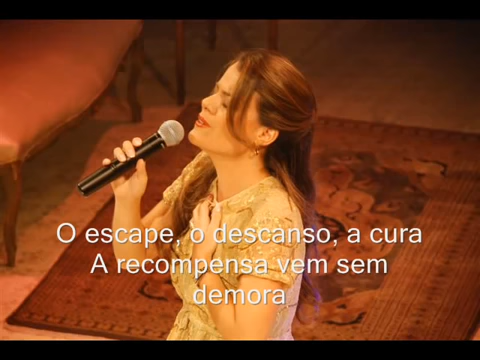 O escape, o descanso, a cura
A recompensa vem sem
demora